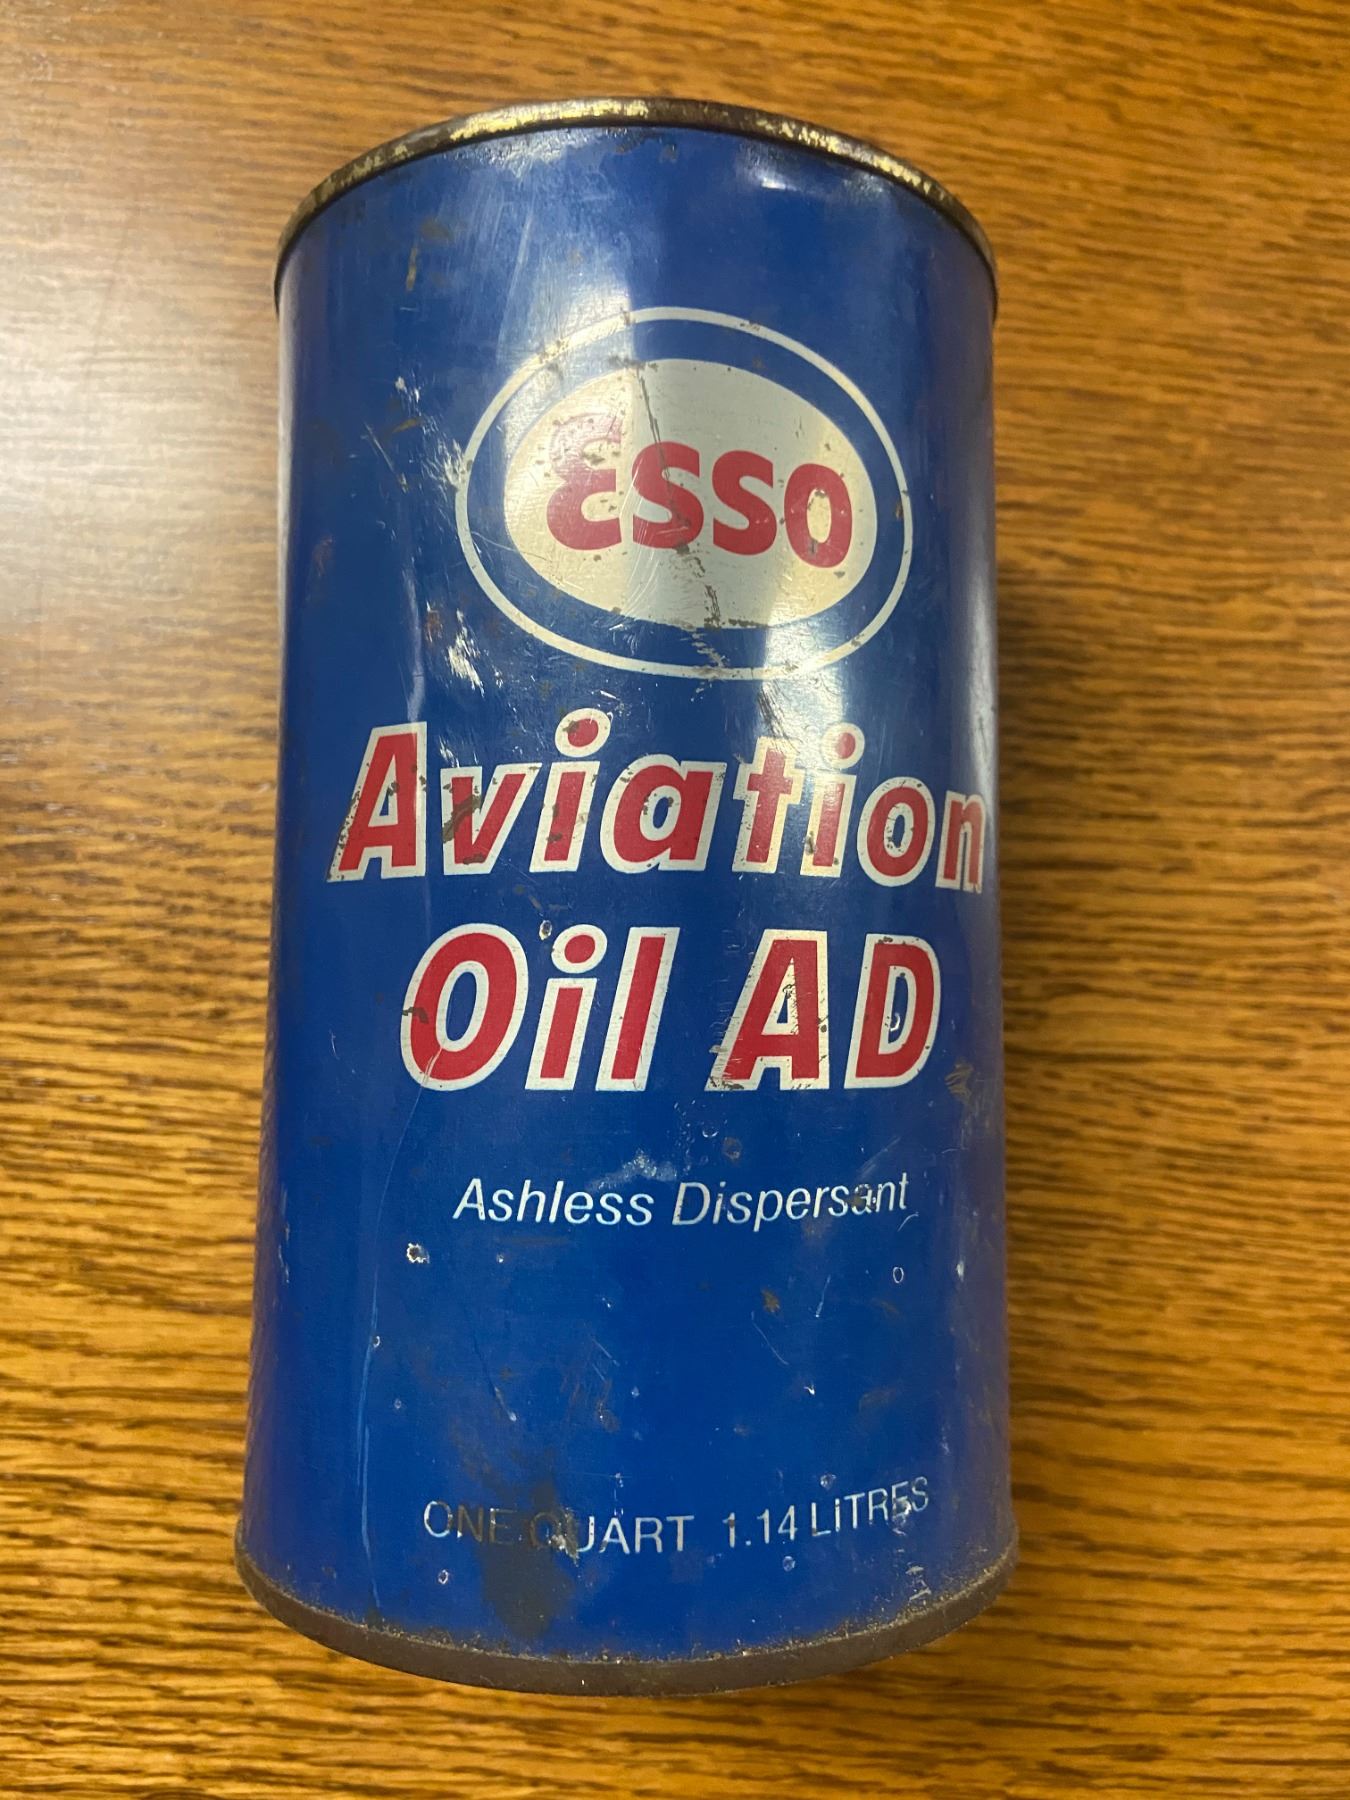 ESSO
Aviation
Oil AD
Ashless Dispersant
ONE QUART 1.14 LITRES